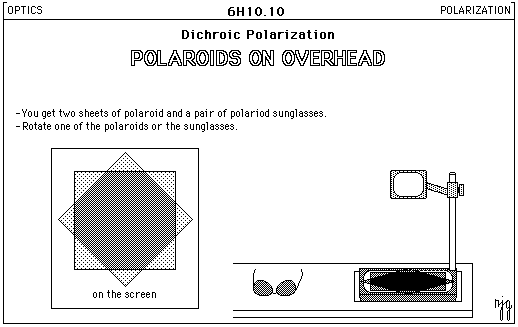 OPTICS
6H10.10
POLARIZATION
Dichroic Polarization
POLAROIDS ON OVERHEAD
-You get two sheets of polaroid and a pair of polariod sunglasses.
-Rotate one of the polaroids or the sunglasses.
on the screen
njg